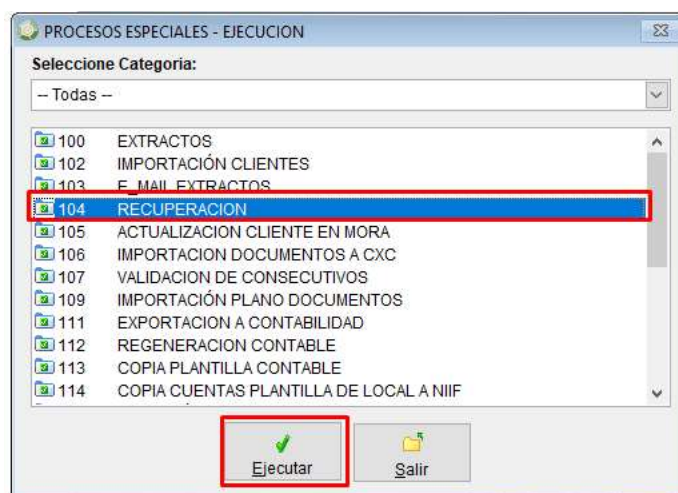 PROCESOS ESPECIALES - EJECUCION
Seleccione Categoria:
-- Todas --
100 EXTRACTOS
102 IMPORTACIÓN CLIENTES
103 E_MAIL EXTRACTOS
104 RECUPERACION
105 ACTUALIZACION CLIENTE EN MORA
106 IMPORTACION DOCUMENTOS A CXC
107 VALIDACION DE CONSECUTIVOS
109 IMPORTACIÓN PLANO DOCUMENTOS
111 EXPORTACION A CONTABILIDAD
112 REGENERACION CONTABLE
113 COPIA PLANTILLA CONTABLE
114 COPIA CUENTAS PLANTILLA DE LOCAL A NIIF
Ejecutar
Salir